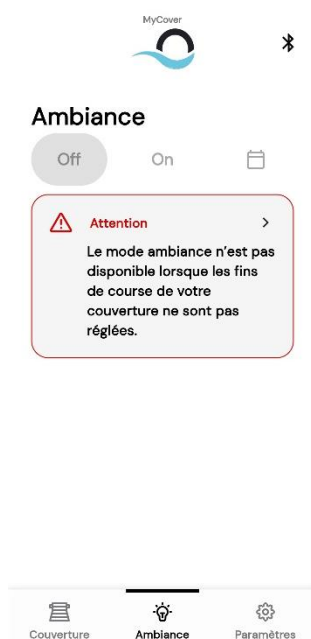 MyCover
Ambiance
Off On
Attention
Le mode ambiance n'est pas
disponible lorsque les fins
de course de votre
couverture ne sont pas
réglées.
Couverture Ambiance Paramètres